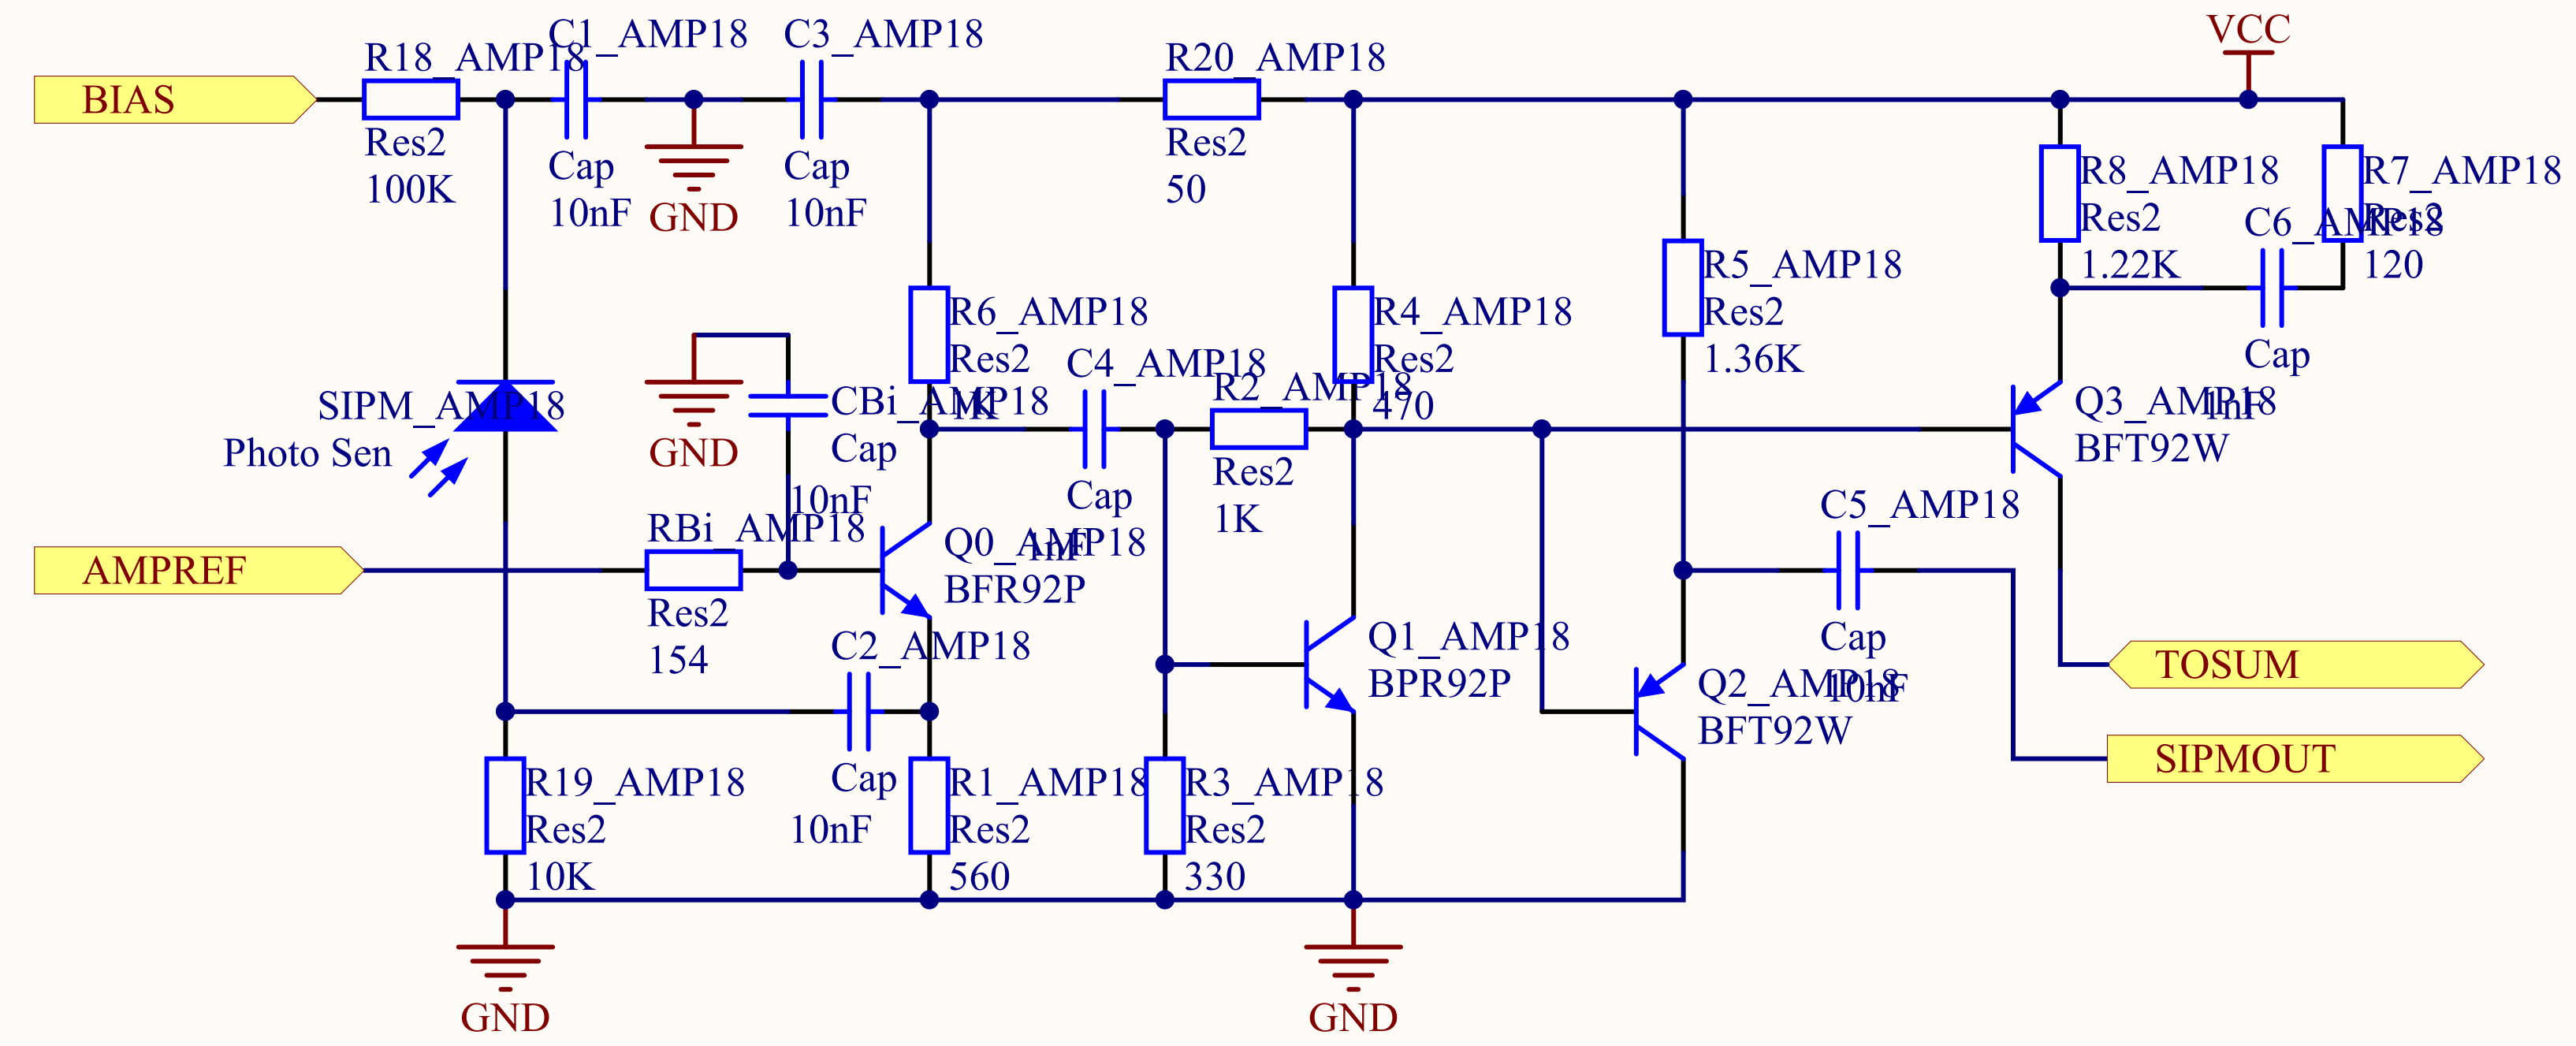 VCC
C1_AMP18
C3_AMP18
R18_AMP18
R20_AMP18
BIAS
Res2
100K
Cap
10nF
GND
Cap
10nF
Res2
50
R8_AMP18
Res2
1.22K
R7_AMP18
Res2
120
C6_AMP18
Cap
1nF
R5_AMP18
Res2
1.36K
R6_AMP18
Res2
1K
R4_AMP18
Res2
470
C4_AMP18
Cap
1nF
R2_AMP18
Res2
1K
SIPM_AMP18
Photo Sen
GND
CBi_AMP18
Cap
10nF
Q3_AMP18
BFT92W
C5_AMP18
Cap
10nF
AMPREF
RBi_AMP18
Res2
154
Q0_AMP18
BFR92P
C2_AMP18
Cap
10nF
Q1_AMP18
BPR92P
Q2_AMP18
BFT92W
TOSUM
SIPMOUT
R19_AMP18
Res2
10K
R1_AMP18
Res2
560
R3_AMP18
Res2
330
GND
GND